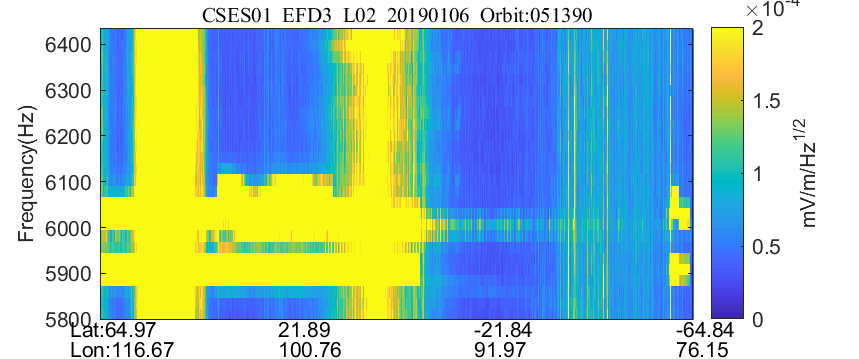 CSES01 EFD3 L02 20190106 Orbit:051390
×10-4
Frequency(Hz)
6400
6300
6200
6100
6000
5900
5800
2
1.5
1
0.5
0
mV/m/Hz1/2
Lat:64.97 21.89 -21.84 -64.84
Lon:116.67 100.76 91.97 76.15